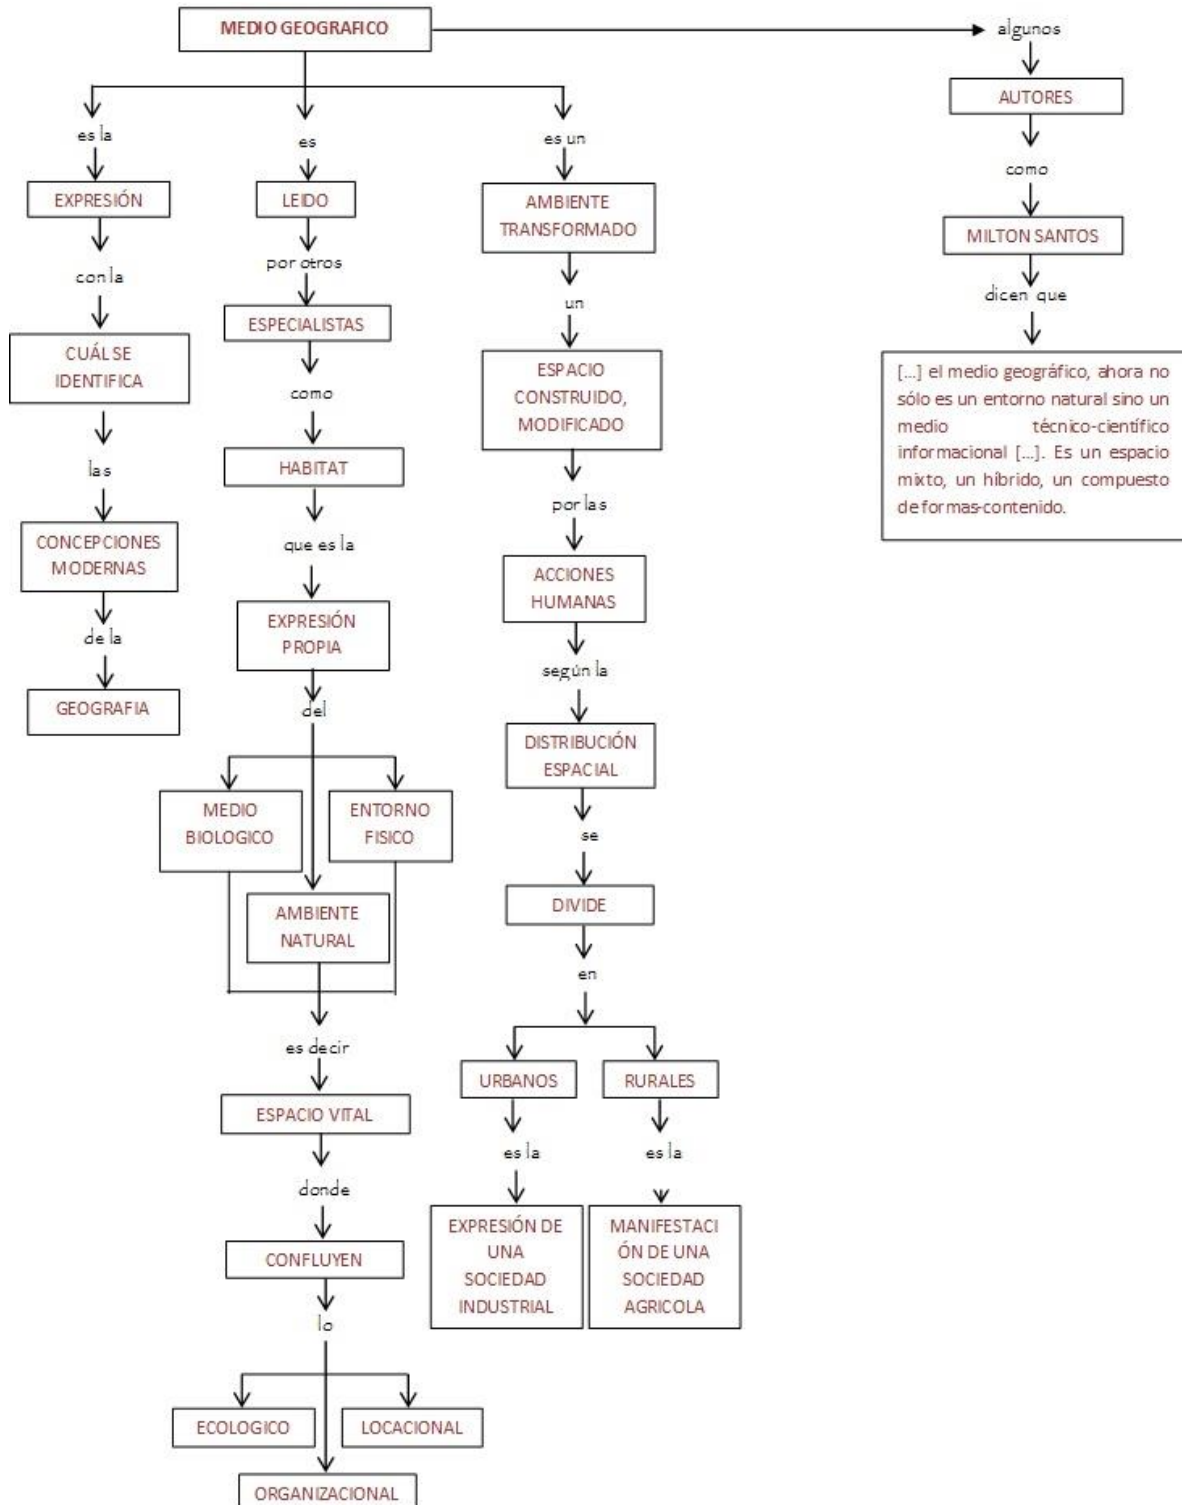 MEDIO GEOGRAFICO
algunos
AUTORES
como
MILTON SANTOS
dicen que
[...] el medio geográfico, ahora no
sólo es un entorno natural sino un
medio técnico-científico
informacional [...]. Es un espacio
mixto, un híbrido, un compuesto
de formas-contenido.
es la
EXPRESIÓN
con la
CUÁL SE
IDENTIFICA
las
CONCEPCIONES
MODERNAS
de la
GEOGRAFIA
es
LEIDO
por otros
ESPECIALISTAS
como
HABITAT
que es la
EXPRESIÓN
PROPIA
del
MEDIO
BIOLOGICO
ENTORNO
FISICO
AMBIENTE
NATURAL
es decir
ESPACIO VITAL
donde
CONFLUYEN
lo
ECOLOGICO
LOCACIONAL
ORGANIZACIONAL
es un
AMBIENTE
TRANSFORMADO
un
ESPACIO
CONSTRUIDO,
MODIFICADO
por las
ACCIONES
HUMANAS
según la
DISTRIBUCIÓN
ESPACIAL
se
DIVIDE
en
URBANOS
es la
EXPRESIÓN DE
UNA
SOCIEDAD
INDUSTRIAL
RURALES
es la
MANIFESTACI
ÓN DE UNA
SOCIEDAD
AGRICOLA